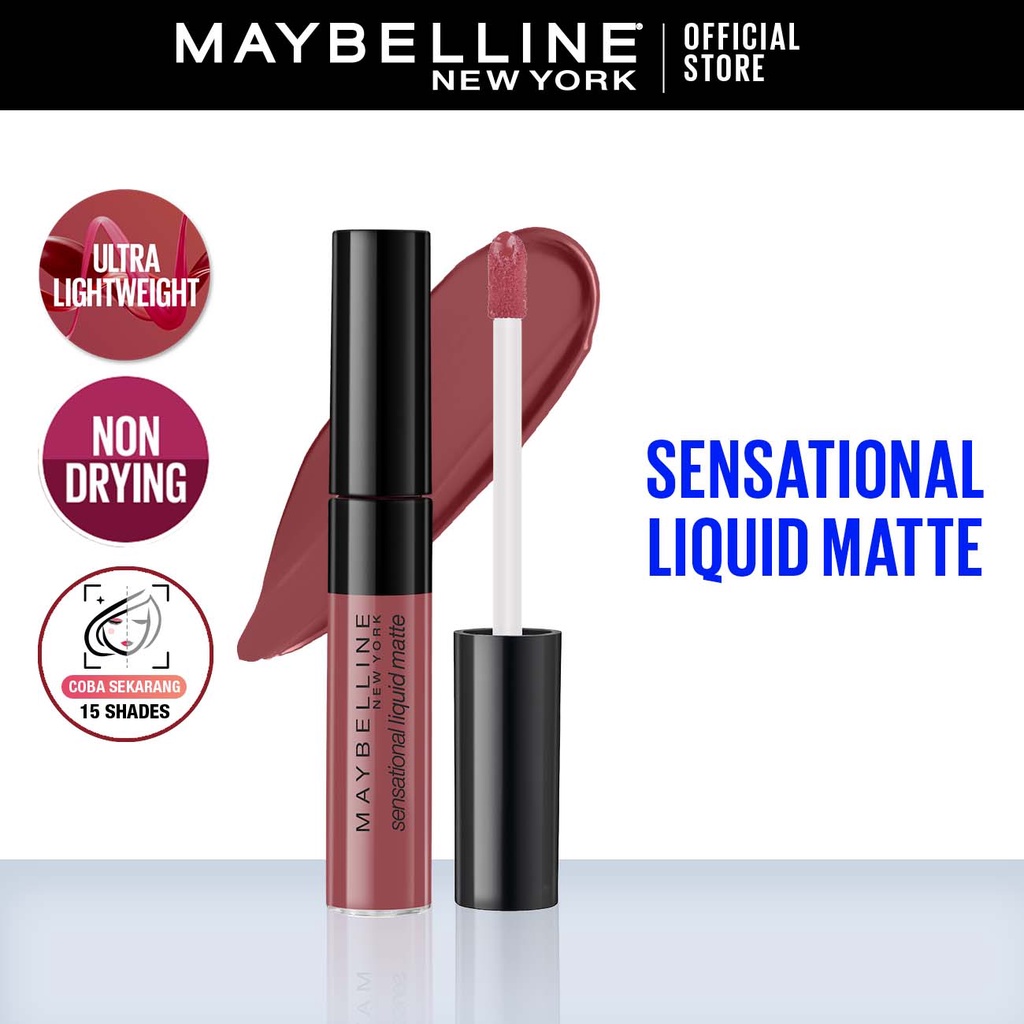 MAYBELLINE
NEW YORK
OFFICIAL
STORE
ULTRA
LIGHTWEIGHT
NON
DRYING
COBA SEKARANG
15 SHADES
MAYBELLINE
NEW YORK
sensational liquid matte
SENSATIONAL
LIQUID MATTE